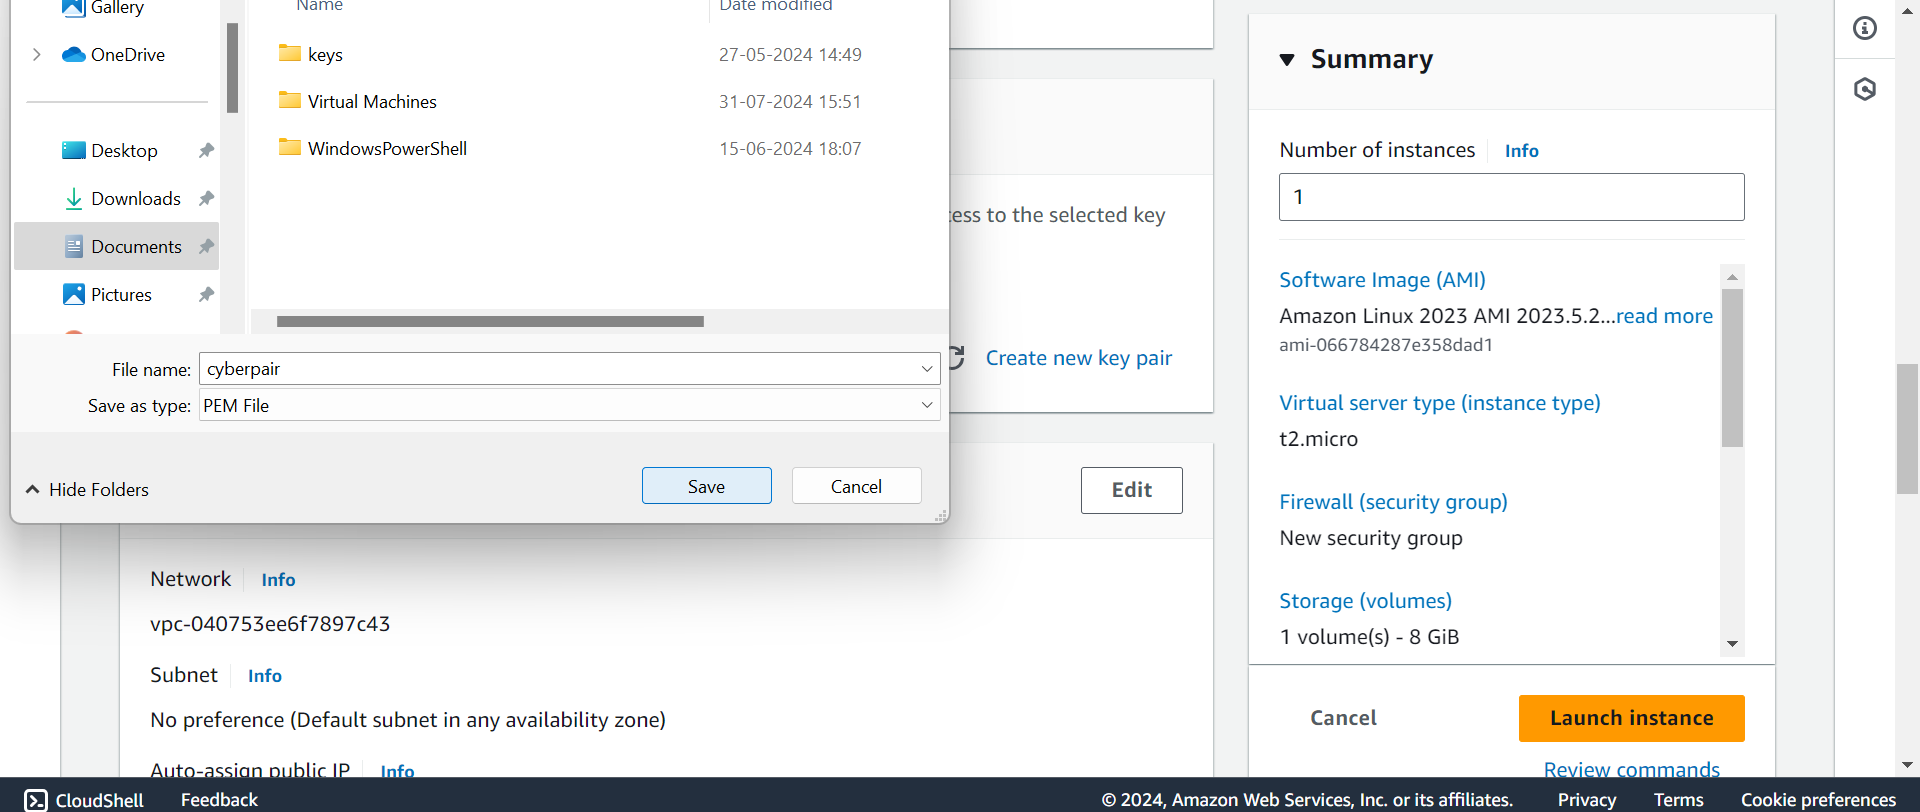 Gallery
OneDrive
Desktop
Downloads
Documents
Pictures
Name
Date modified
keys
27-05-2024 14:49
Virtual Machines
31-07-2024 15:51
WindowsPowerShell
15-06-2024 18:07
File name:
cyberpair
Save as type:
PEM File
Hide Folders
Save
Cancel
to the selected key
Create new key pair
Edit
Network
Info
vpc-040753ee6f7897c43
Subnet
Info
No preference (Default subnet in any availability zone)
Auto-assign public IP
Info
Summary
Number of instances
Info
1
Software Image (AMI)
Amazon Linux 2023 AMI 2023.5.2...read more
ami-066784287e358dad1
Virtual server type (instance type)
t2.micro
Firewall (security group)
New security group
Storage (volumes)
1 volume(s) - 8 GiB
Cancel
Launch instance
Review commands
CloudShell
Feedback
© 2024, Amazon Web Services, Inc. or its affiliates.
Privacy
Terms
Cookie preferences